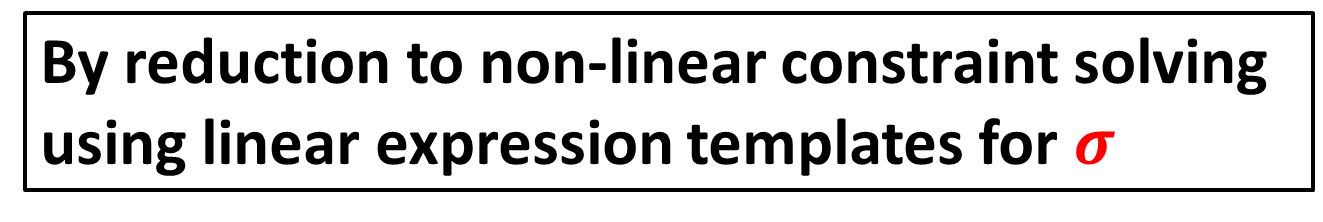 By reduction to non-linear constraint solving
using linear expression templates for σ